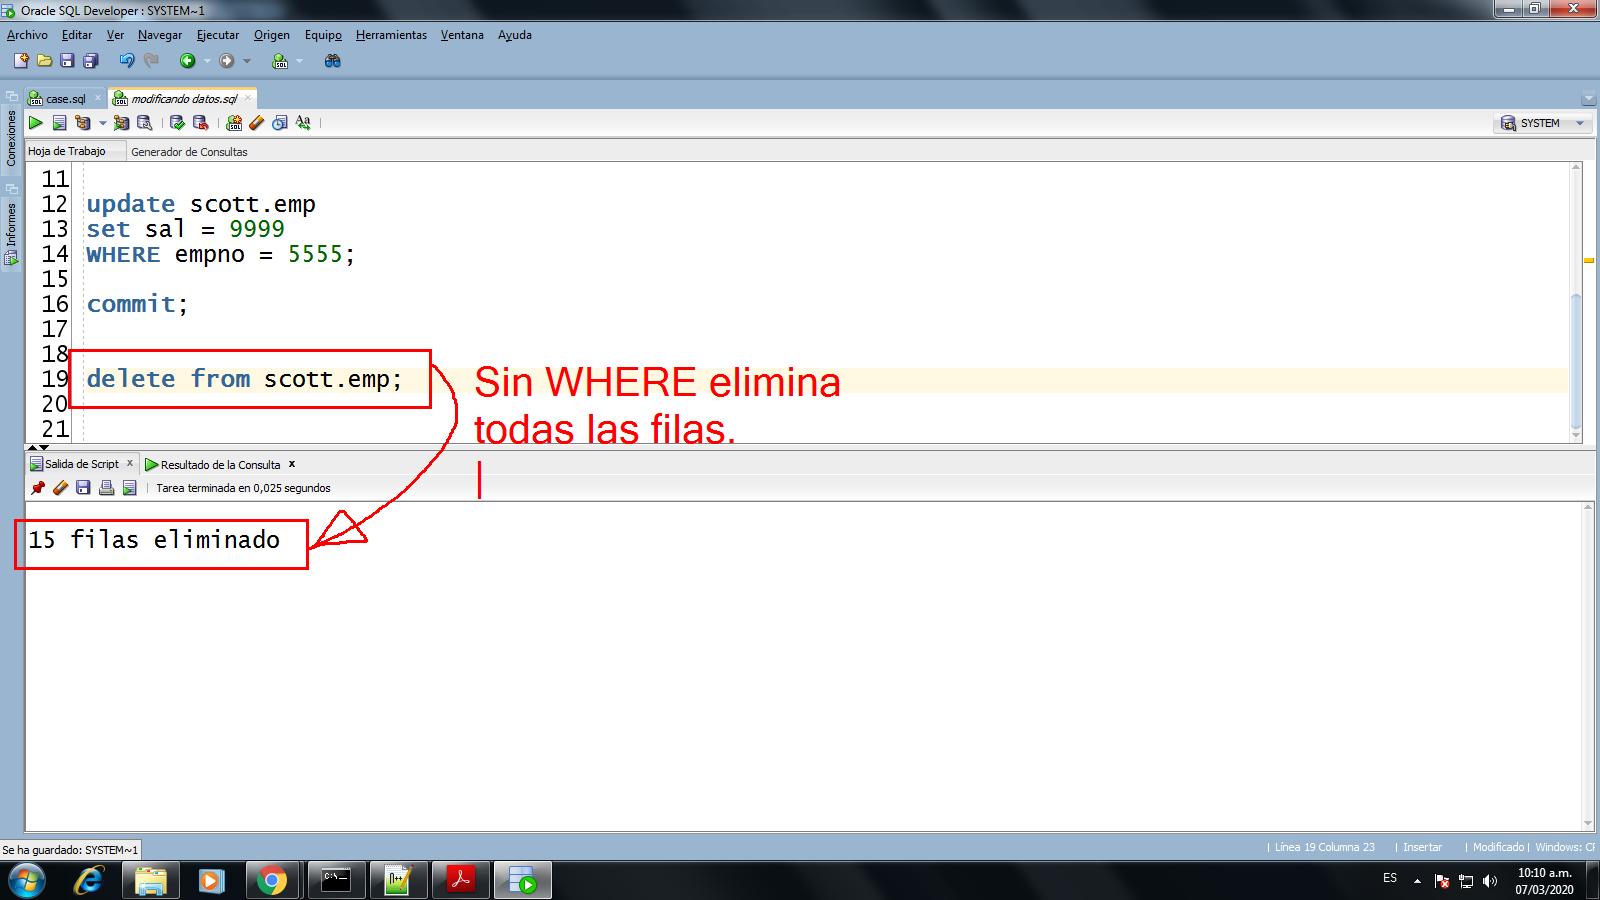 Oracle SQL Developer : SYSTEM~1
Archivo Editar Ver Navegar Ejecutar Origen Equipo Herramientas Ventana Ayuda
case.sql modificando datos.sql
Conexiones
Informes
SYSTEM
Hoja de Trabajo Generador de Consultas
11
12 update scott.emp
13 set sal = 9999
14 WHERE empno = 5555;
15
16 commit;
17
18
19 delete from scott.emp;
20
21
Sin WHERE elimina
todas las filas.
Salida de Script x Resultado de la Consulta x
Tarea terminada en 0,025 segundos
15 filas eliminado
Se ha guardado: SYSTEM~1
| Línea 19 Columna 23 | Insertar | Modificado | Windows: CF
ES
10:10 a.m.
07/03/2020